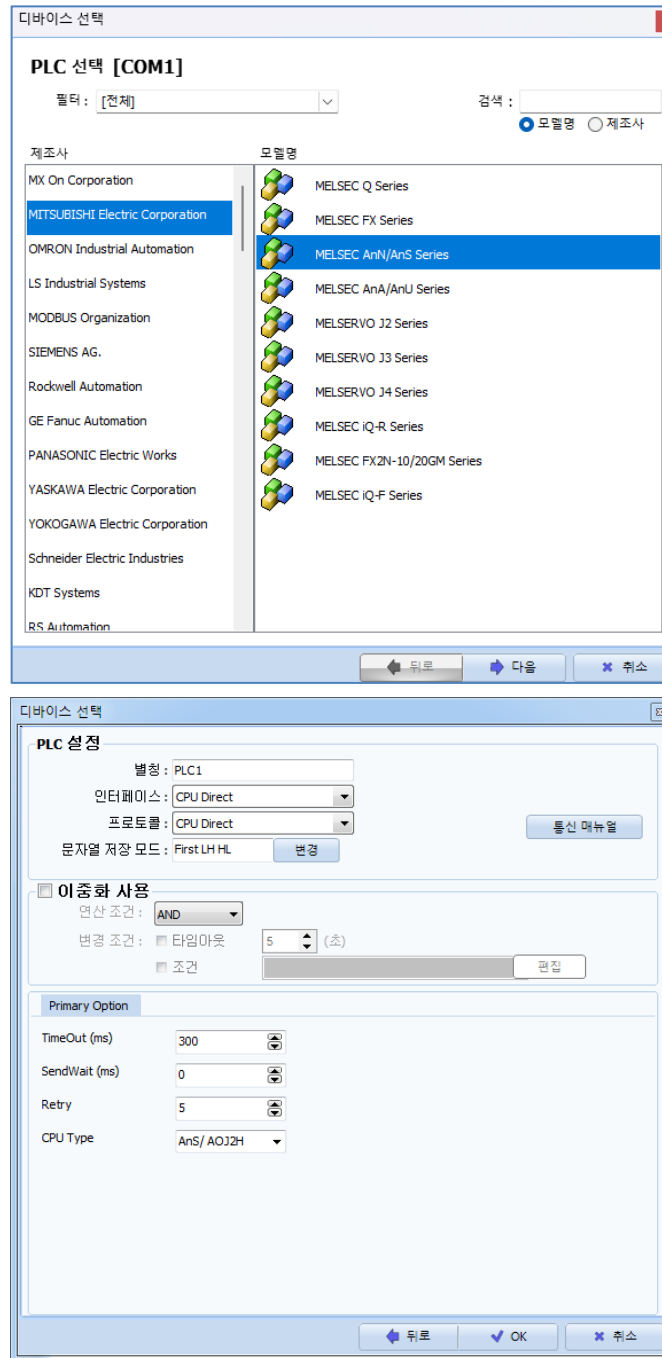 디바이스 선택
PLC 선택 [COM1]
필터 : [전체]
검색 :
모델명 제조사
제조사
모델명
MX On Corporation
MITSUBISHI Electric Corporation
OMRON Industrial Automation
LS Industrial Systems
MODBUS Organization
SIEMENS AG.
Rockwell Automation
GE Fanuc Automation
PANASONIC Electric Works
YASKAWA Electric Corporation
YOKOGAWA Electric Corporation
Schneider Electric Industries
KDT Systems
RS Automation
MELSEC Q Series
MELSEC FX Series
MELSEC AnN/AnS Series
MELSEC AnA/AnU Series
MELSERVO J2 Series
MELSERVO J3 Series
MELSERVO J4 Series
MELSEC iQ-R Series
MELSEC FX2N-10/20GM Series
MELSEC iQ-F Series
뒤로 다음 취소
디바이스 선택
PLC 설정
별칭 : PLC1
인터페이스 : CPU Direct
프로토콜 : CPU Direct
통신 매뉴얼
문자열 저장 모드 : First LH HL 변경
이중화 사용
연산 조건 : AND
변경 조건 : 타임아웃 5 (초)
조건 편집
Primary Option
TimeOut (ms) 300
SendWait (ms) 0
Retry 5
CPU Type AnS/ AOJ2H
뒤로 OK 취소